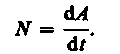 N = dA/dt.